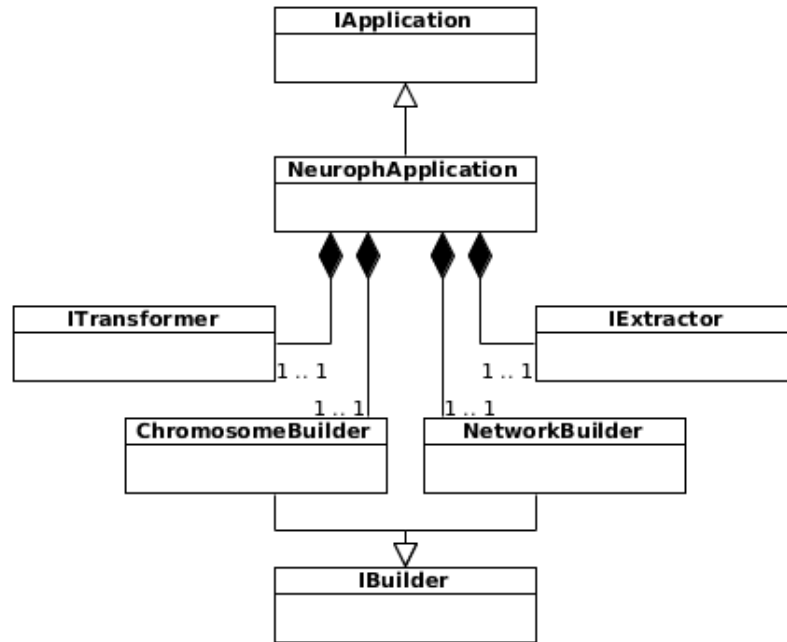 IApplication
NeurophApplication
ITransformer
IExtractor
1 .. 1
1 .. 1
1 .. 1
1 .. 1
ChromosomeBuilder
NetworkBuilder
IBuilder